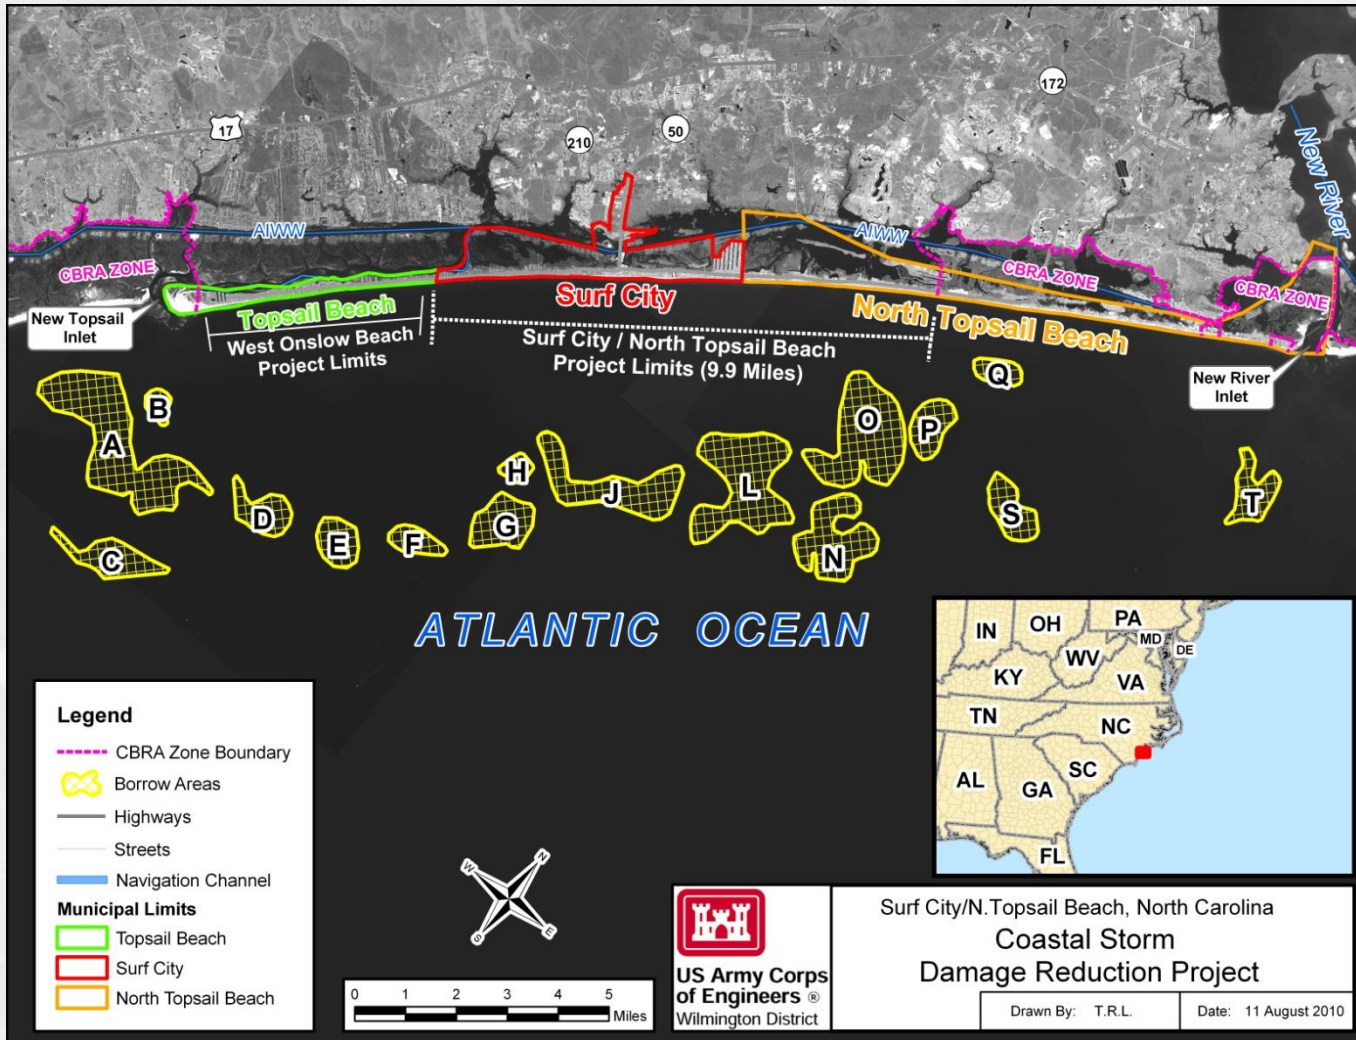 172
17
210
50
New River
AIWW
AIWW
CBRA ZONE
CBRA ZONE
CBRA ZONE
New Topsail
Inlet
Topsail Beach
Surf City
North Topsail Beach
West Onslow Beach
Project Limits
Surf City / North Topsail Beach
Project Limits (9.9 Miles)
New River
Inlet
A
B
C
D
E
F
G
H
J
L
N
O
P
Q
S
T
ATLANTIC OCEAN
IN
OH
PA
MD
DE
WV
KY
VA
TN
NC
SC
AL
GA
FL
Legend
CBRA Zone Boundary
Borrow Areas
Highways
Streets
Navigation Channel
Municipal Limits
Topsail Beach
Surf City
North Topsail Beach
W
N
S
E
0 1 2 3 4 5
Miles
US Army Corps
of Engineers ®
Wilmington District
Surf City/N.Topsail Beach, North Carolina
Coastal Storm
Damage Reduction Project
Drawn By: T.R.L.
Date: 11 August 2010